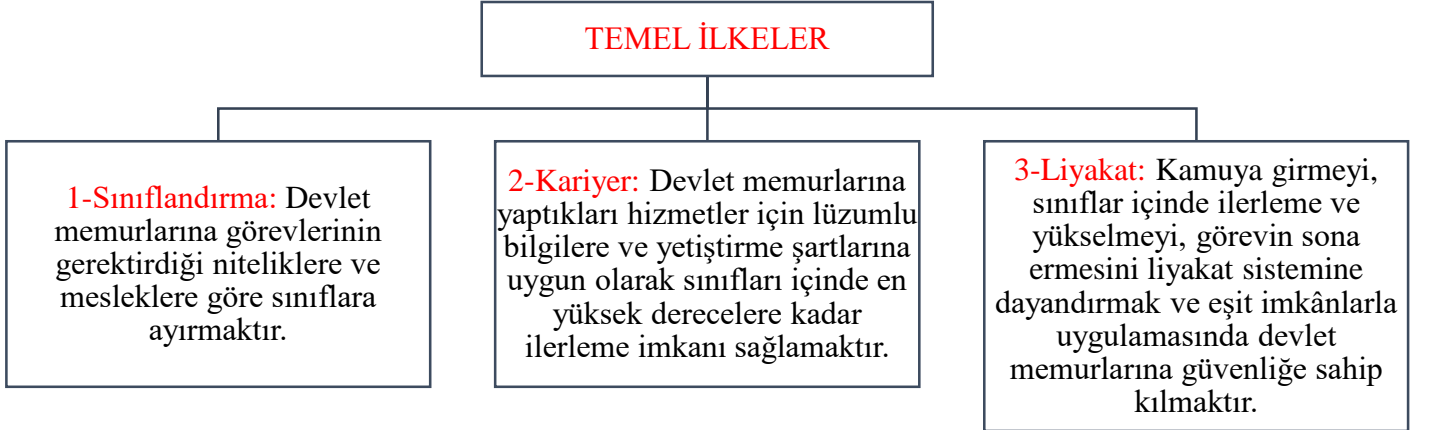 TEMEL İLKELER
1-Sınıflandırma: Devlet
memurlarına görevlerinin
gerektirdiği niteliklere ve
mesleklere göre sınıflara
ayırmaktır.
2-Kariyer: Devlet memurlarına
yaptıkları hizmetler için lüzumlu
bilgilere ve yetiştirme şartlarına
uygun olarak sınıfları içinde en
yüksek derecelere kadar
ilerleme imkanı sağlamaktır.
3-Liyakat: Kamuya girmeyi,
sınıflar içinde ilerleme ve
yükselmeyi, görevin sona
ermesini liyakat sistemine
dayandırmak ve eşit imkânlarla
uygulamasında devlet
memurlarına güvenliğe sahip
kılmaktır.